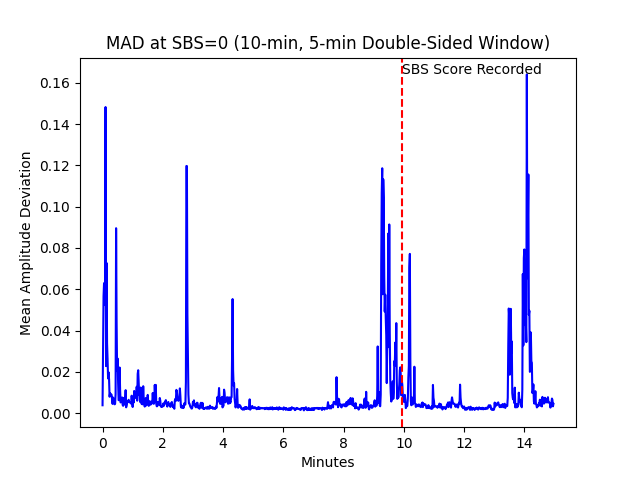 MAD at SBS=0 (10-min, 5-min Double-Sided Window)
SBS Score Recorded
Mean Amplitude Deviation
0.16
0.14
0.12
0.10
0.08
0.06
0.04
0.02
0.00
0 2 4 6 8 10 12 14
Minutes